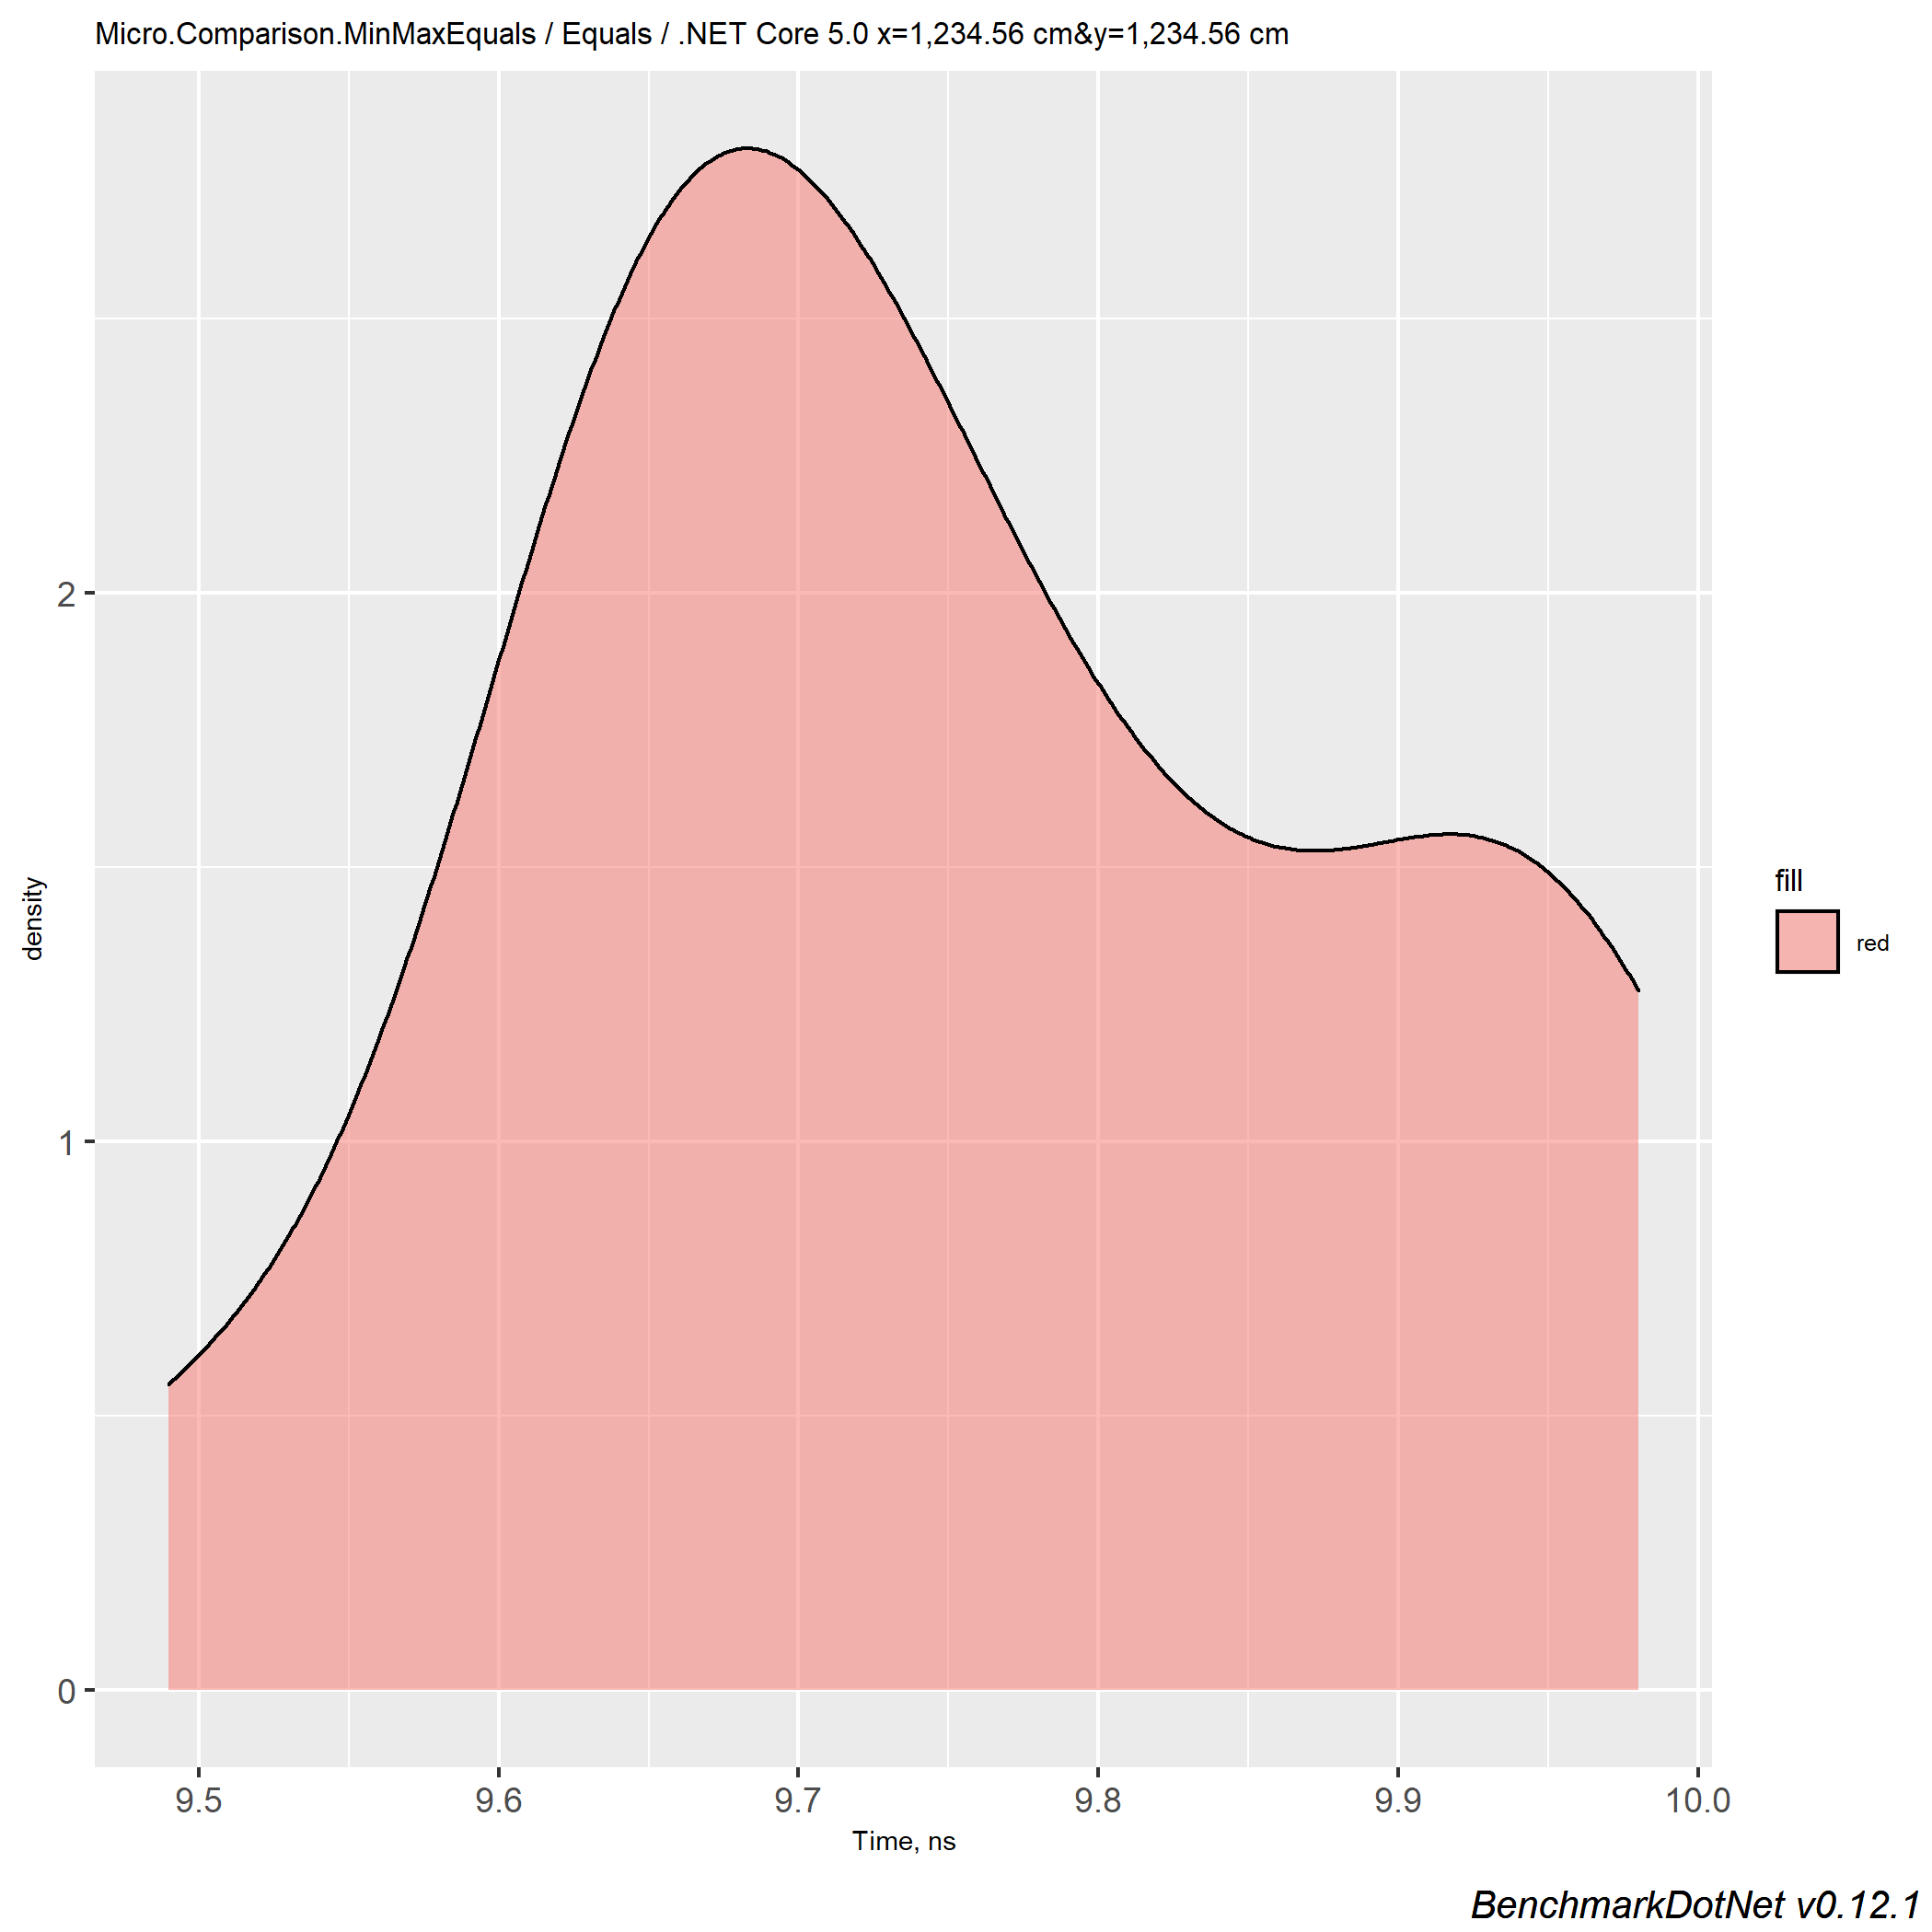 Micro.Comparison.MinMaxEquals / Equals / .NET Core 5.0 x=1,234.56 cm&y=1,234.56 cm
2
1
0
density
9.5 9.6 9.7 9.8 9.9 10.0
Time, ns
fill
red
BenchmarkDotNet v0.12.1